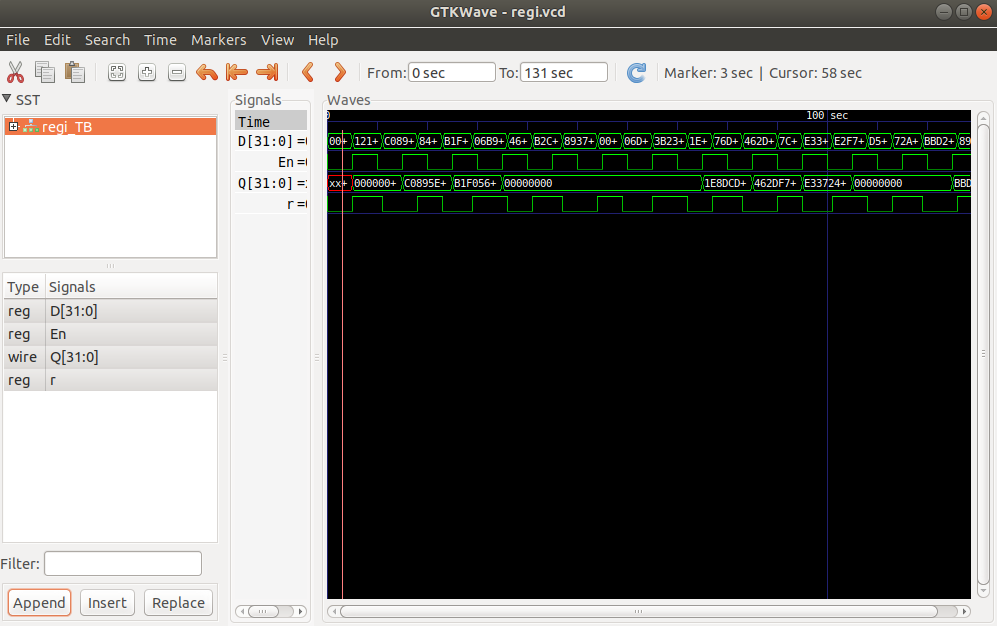 GTKWave - regi.vcd
File Edit Search Time Markers View Help
From: 0 sec To: 131 sec Marker: 3 sec | Cursor: 58 sec
SST
regi_TB
Type Signals
reg D[31:0]
reg En
wire Q[31:0]
reg r
Filter:
Append Insert Replace
Signals
Time
D[31:0] =
En =
Q[31:0] =
r =
Waves
0 100 sec
00+ 121+ C089+ 84+ B1F+ 06B9+ 46+ B2C+ 8937+ 00+ 06D+ 3B23+ 1E+ 76D+ 462D+ 7C+ E33+ E2F7+ D5+ 72A+ BBD2+ 89
xx+ 000000+ C0895E+ B1F056+ 00000000 1E8DCD+ 462DF7+ E33724+ 00000000 BBD